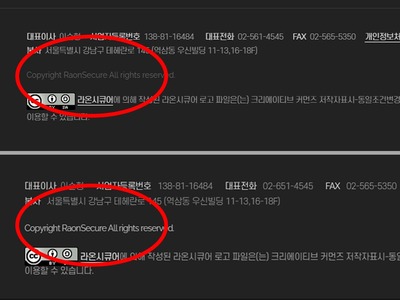 대표이사 이순형 사업자등록번호 138-81-16484 대표전화 02-561-4545 FAX 02-565-5350 개인정보처
본사 서울특별시 강남구 테헤란로 145 (역삼동 우신빌딩 11-13,16-18F)
Copyright RaonSecure All rights reserved.
라온시큐어에 의해 작성된 라온시큐어 로고 파일은(는) 크리에이티브 커먼즈 저작자표시-동일조건변경
이용할 수 있습니다.
대표이사 이순형 사업자등록번호 138-81-16484 대표전화 02-651-4545 FAX 02-565-5350
본사 서울특별시 강남구 테헤란로 145 (역삼동 우신빌딩 11-13,16-18F)
Copyright RaonSecure All rights reserved.
라온시큐어에 의해 작성된 라온시큐어 로고 파일은(는) 크리에이티브 커먼즈 저작자표시-동
이용할 수 있습니다.